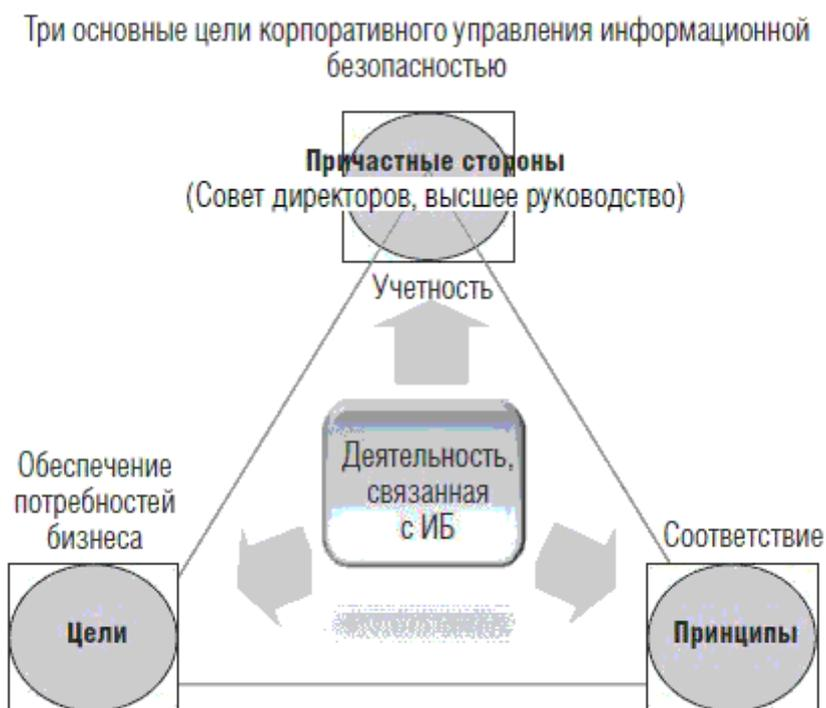 Три основные цели корпоративного управления информационной
безопасностью
Причастные стороны
(Совет директоров, высшее руководство)
Учетность
Деятельность,
связанная
с ИБ
Обеспечение
потребностей
бизнеса
Соответствие
Цели
Принципы